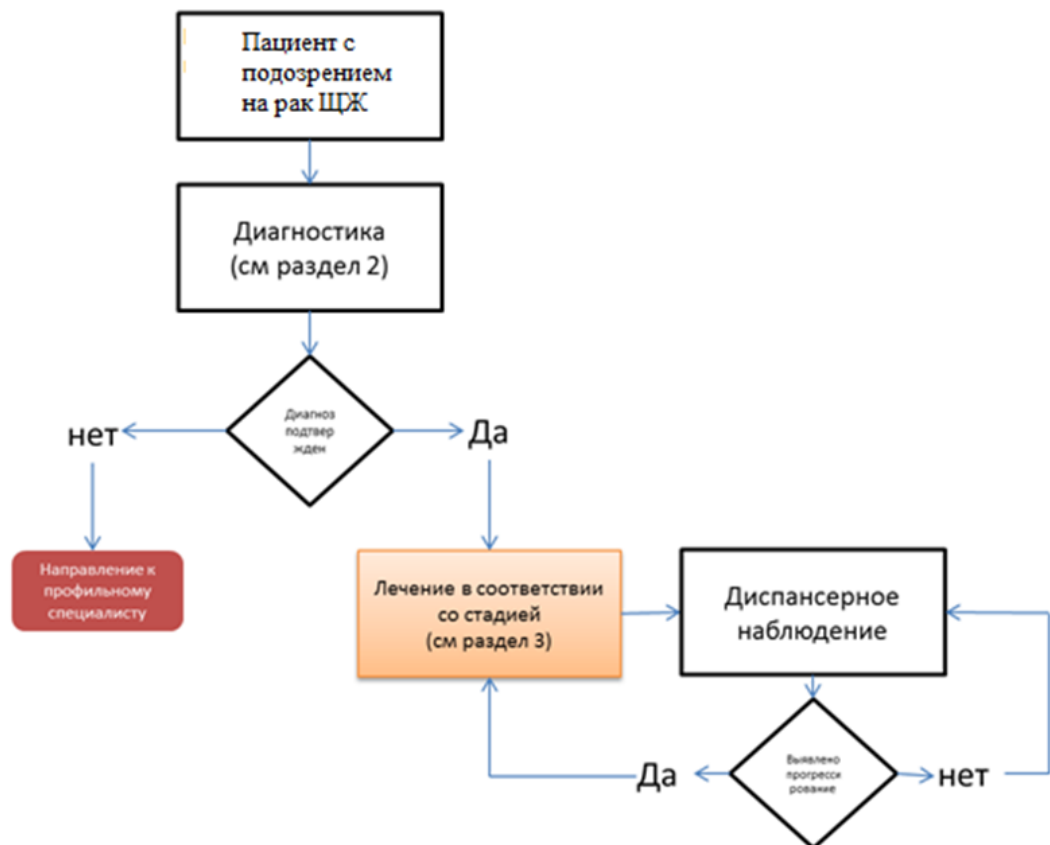 Пациент с
подозрением
на рак ЩЖ
Диагностика
(см раздел 2)
Диагноз
подтвер
жден
нет
Да
Направление к
профильному
специалисту
Лечение в соответствии
со стадией
(см раздел 3)
Диспансерное
наблюдение
Выявлено
прогресси
рование
Да
нет